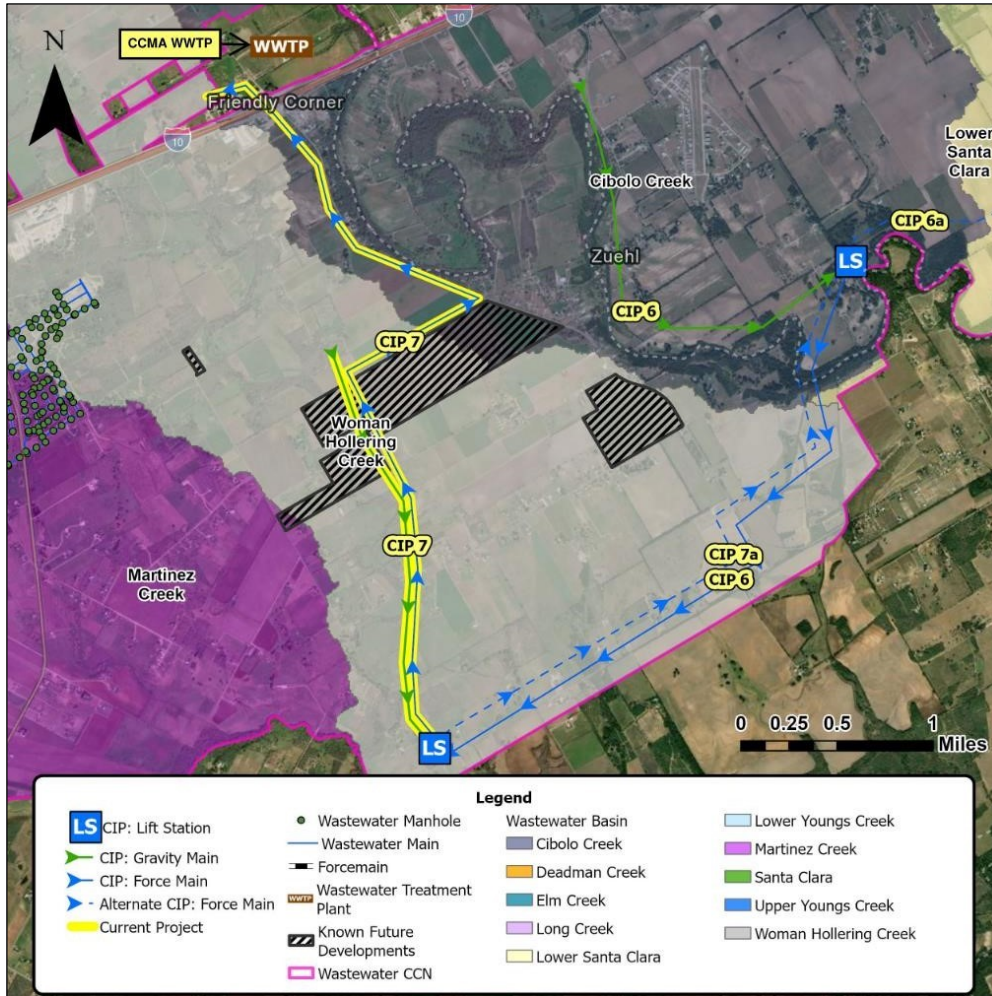 N
CCMA WWTP
WWTP
10
10
Friendly Corner
Lower
Santa
Clara
Cibolo Creek
CIP 6a
Zuehl
LS
CIP 6
CIP 7
Woman
Hollering
Creek
CIP 7
CIP 7a
CIP 6
Martinez
Creek
LS
0 0.25 0.5 1
Miles
Legend
LS CIP: Lift Station
CIP: Gravity Main
CIP: Force Main
Alternate CIP: Force Main
Current Project
Wastewater Manhole
Wastewater Main
Forcemain
WWTP Wastewater Treatment
Plant
Known Future
Developments
Wastewater CCN
Wastewater Basin
Cibolo Creek
Deadman Creek
Elm Creek
Long Creek
Lower Santa Clara
Lower Youngs Creek
Martinez Creek
Santa Clara
Upper Youngs Creek
Woman Hollering Creek